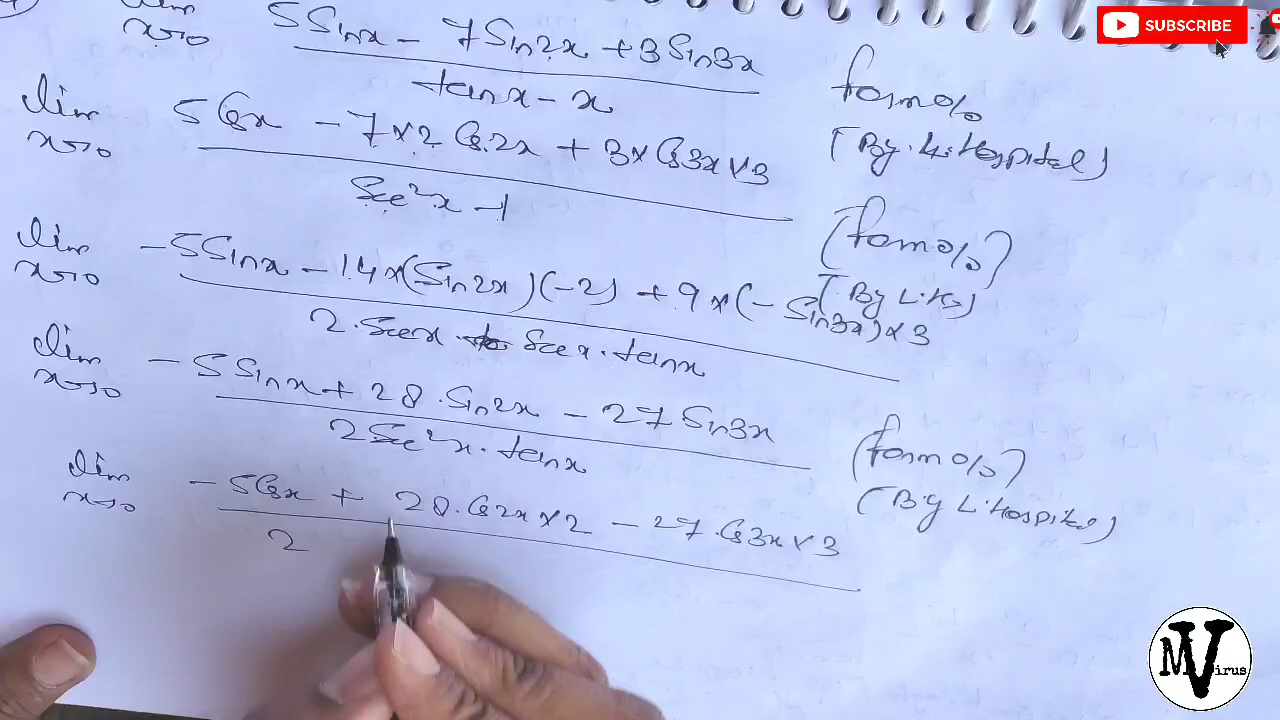 lim x→0 5Sinx - 7Sin2x + 3Sin3x / tanx - x form 0/0
lim x→0 5Cosx - 7×2Cos2x + 3×Cos3x×3 / Sec²x - 1 (By L.Hospital)
(form 0/0)
lim x→0 -5Sinx - 14×(Sin2x)(-2) + 9×(-Sin3x)×3 / 2.Secx.Secx.tanx (By L.H)
lim x→0 -5Sinx + 28.Sin2x - 27Sin3x / 2Sec²x.tanx (form 0/0)
lim x→0 -5Cosx + 28.Cos2x×2 - 27.Cos3x×3 / 2 (By L.Hospital)
SUBSCRIBE
MVirus